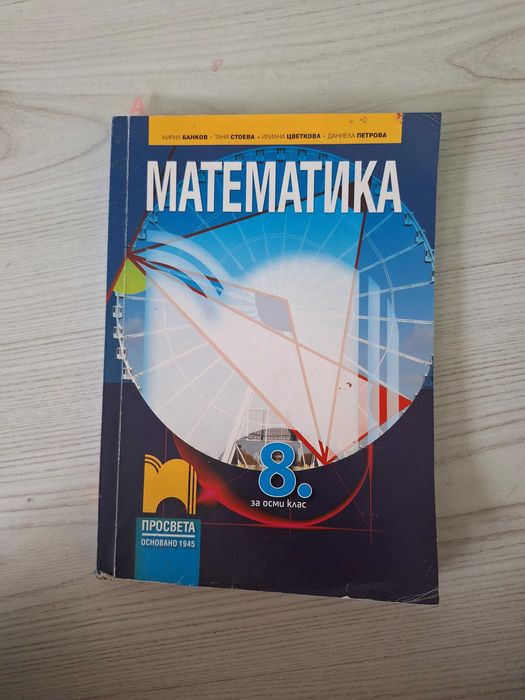 КИРИЛ БАНКОВ - ТАНЯ СТОЕВА - ИЛИАНА ЦВЕТКОВА - ДАНИЕЛА ПЕТРОВА
МАТЕМАТИКА
8.
за осми клас
ПРОСВЕТА
ОСНОВАНО 1945